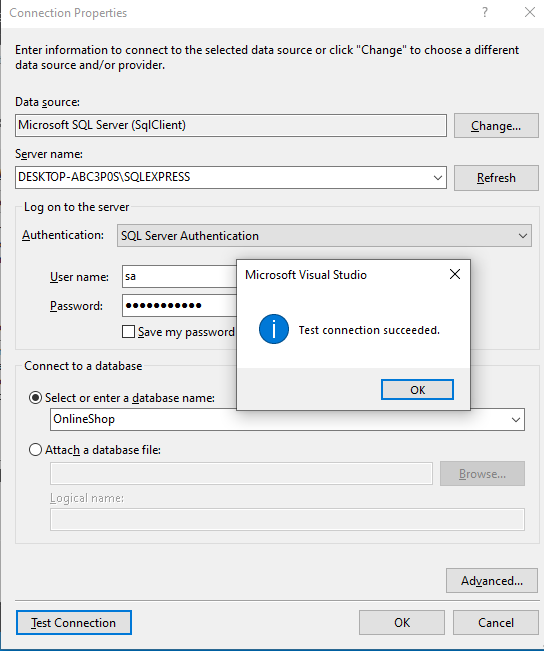 Connection Properties
?
Enter information to connect to the selected data source or click "Change" to choose a different
data source and/or provider.
Data source:
Microsoft SQL Server (SqlClient)
Change...
Server name:
DESKTOP-ABC3P0S\SQLEXPRESS
Refresh
Log on to the server
Authentication:
SQL Server Authentication
User name:
sa
Password:
●●●●●●●●●●●
Save my password
Microsoft Visual Studio
Test connection succeeded.
OK
Connect to a database
Select or enter a database name:
OnlineShop
Attach a database file:
Browse...
Logical name:
Advanced...
Test Connection
OK
Cancel